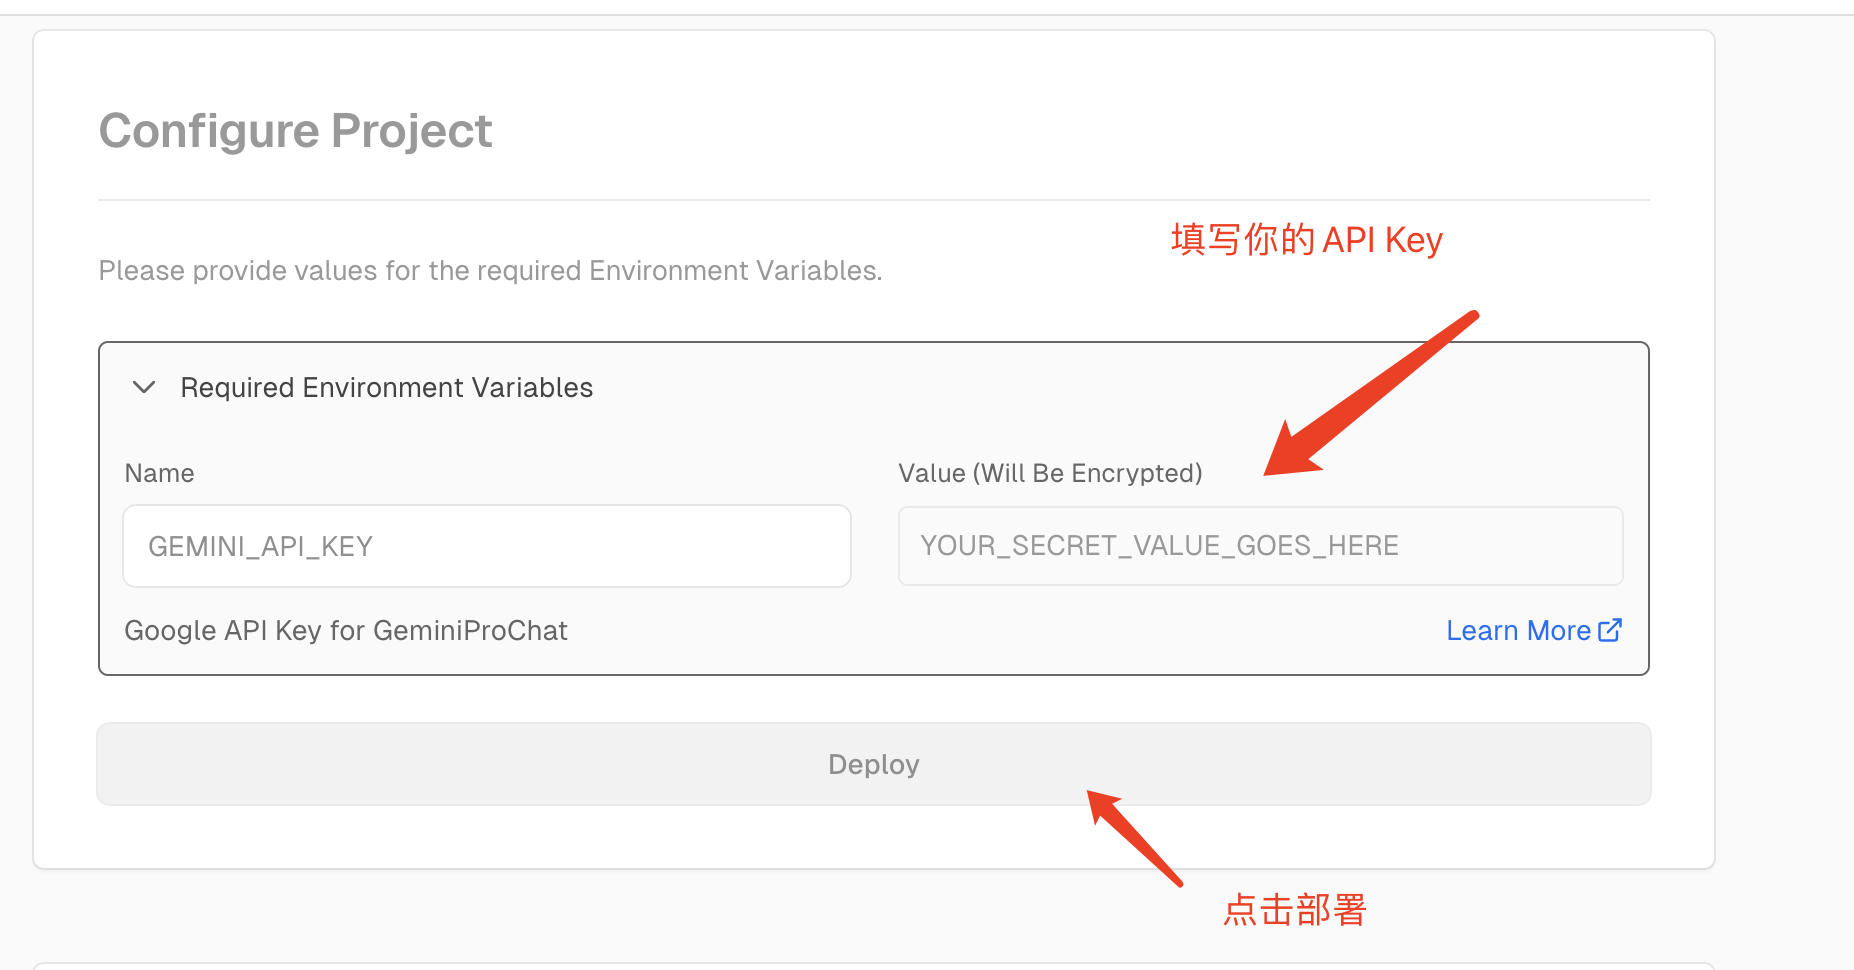 Configure Project
填写你的 API Key
Please provide values for the required Environment Variables.
Required Environment Variables
Name
Value (Will Be Encrypted)
GEMINI_API_KEY
YOUR_SECRET_VALUE_GOES_HERE
Google API Key for GeminiProChat
Learn More
Deploy
点击部署